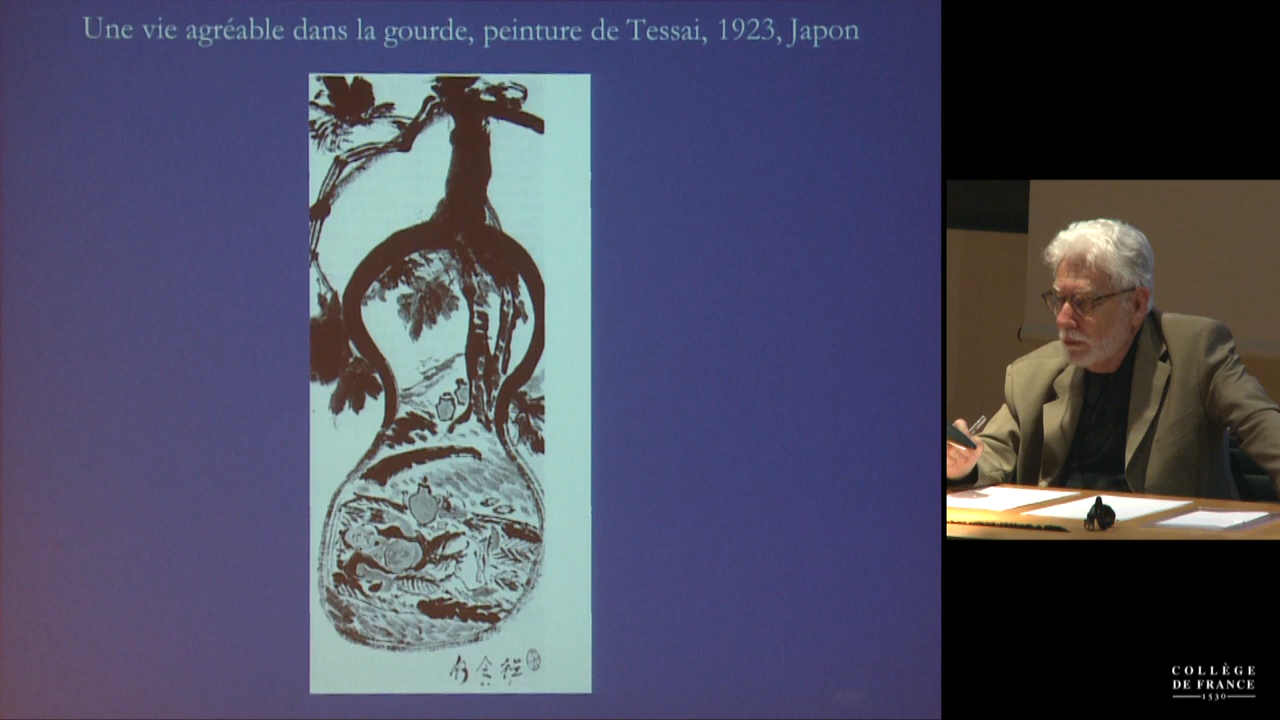 Une vie agréable dans la gourde, peinture de Tessai, 1923, Japon
COLLÈGE
DE FRANCE
1530